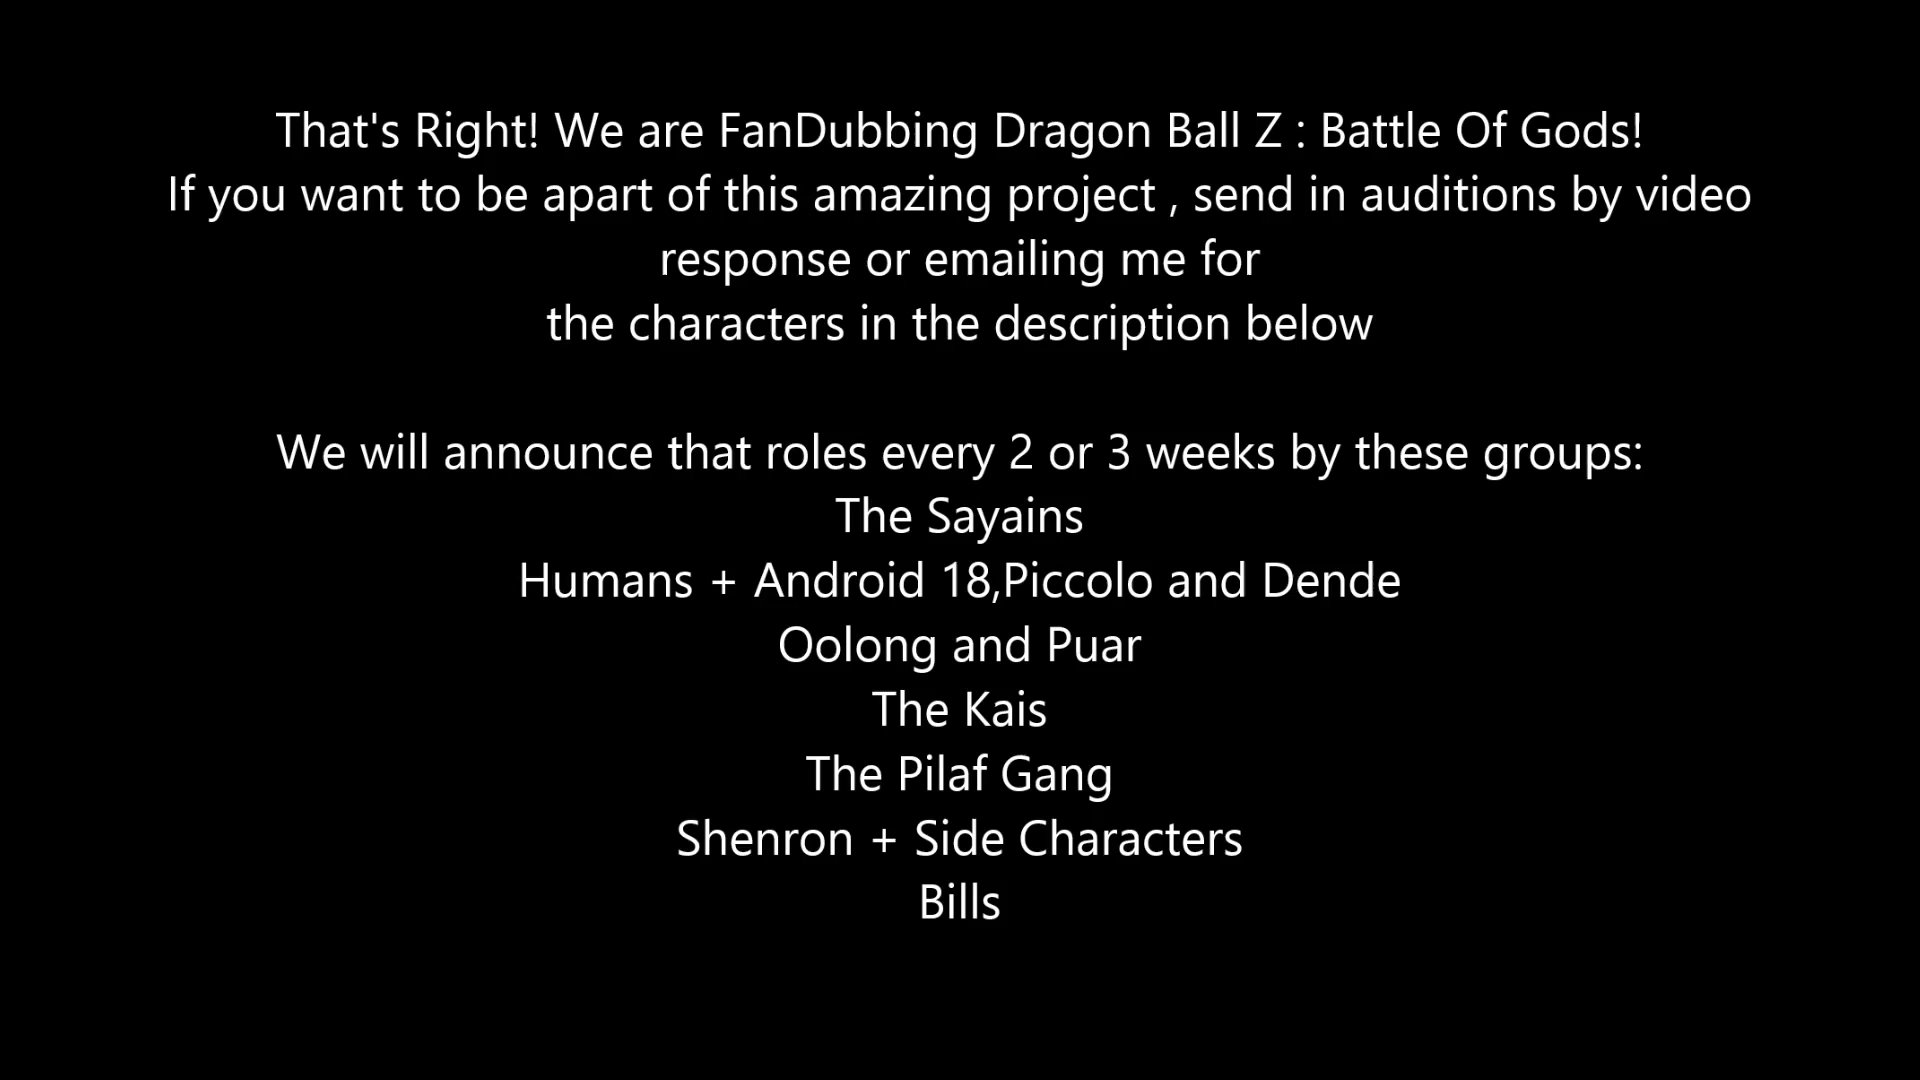 That's Right! We are FanDubbing Dragon Ball Z : Battle Of Gods!
If you want to be apart of this amazing project , send in auditions by video
response or emailing me for
the characters in the description below
We will announce that roles every 2 or 3 weeks by these groups:
The Sayains
Humans + Android 18,Piccolo and Dende
Oolong and Puar
The Kais
The Pilaf Gang
Shenron + Side Characters
Bills